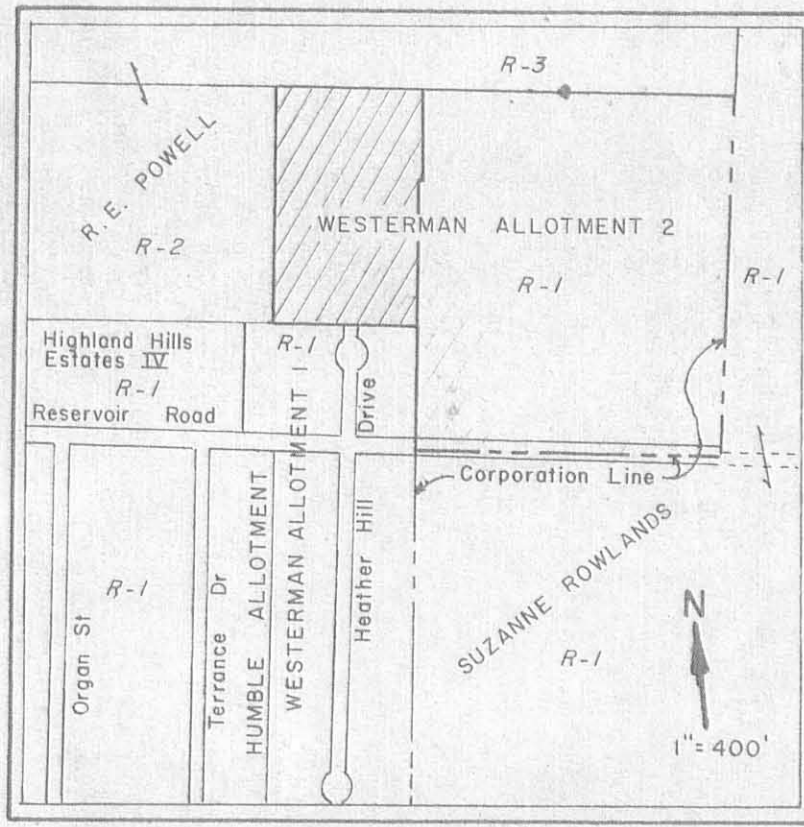 R-3
R.E. POWELL
R-2
WESTERMAN ALLOTMENT 2
R-1
R-1
Highland Hills
Estates IV
R-1
Reservoir Road
R-1
WESTERMAN ALLOTMENT 1
Heather Hill Drive
Corporation Line
R-1
Organ St
Terrance Dr
HUMBLE ALLOTMENT
SUZANNE ROWLANDS
R-1
N
1"=400'